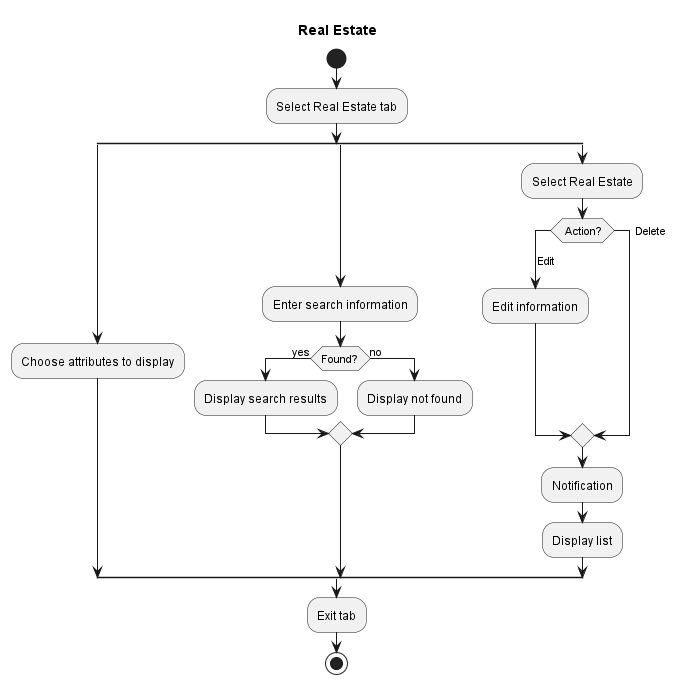 Real Estate
Select Real Estate tab
Select Real Estate
Action?
Delete
Edit
Enter search information
Edit information
yes
Found?
no
Choose attributes to display
Display search results
Display not found
Notification
Display list
Exit tab